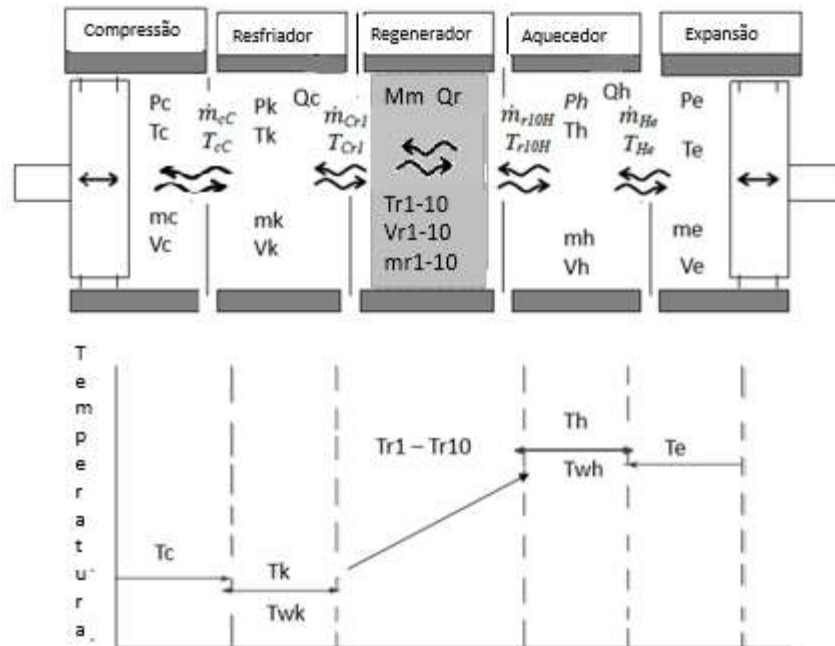 Compressão
Resfriador
Regenerador
Aquecedor
Expansão
Pc
Tc
ṁcC
TcC
Pk
Tk
Qc
ṁCr1
TCr1
Mm Qr
ṁr10H
Tr10H
Ph
Th
Qh
ṁHe
THe
Pe
Te
mc
Vc
mk
Vk
Tr1-10
Vr1-10
mr1-10
mh
Vh
me
Ve
Temperatura
Tc
Tk
Twk
Tr1 – Tr10
Th
Twh
Te